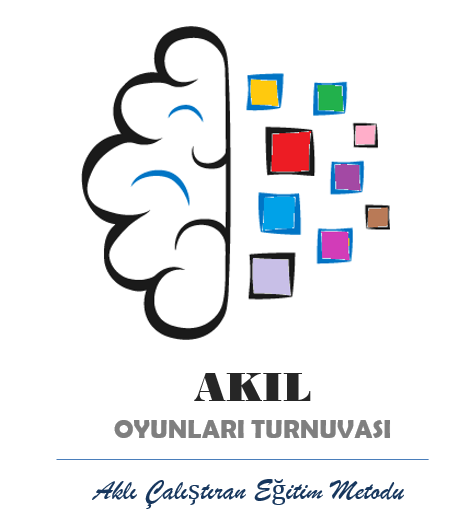 AKIL
OYUNLARI TURNUVASI
Aklı Çalıştıran Eğitim Metodu